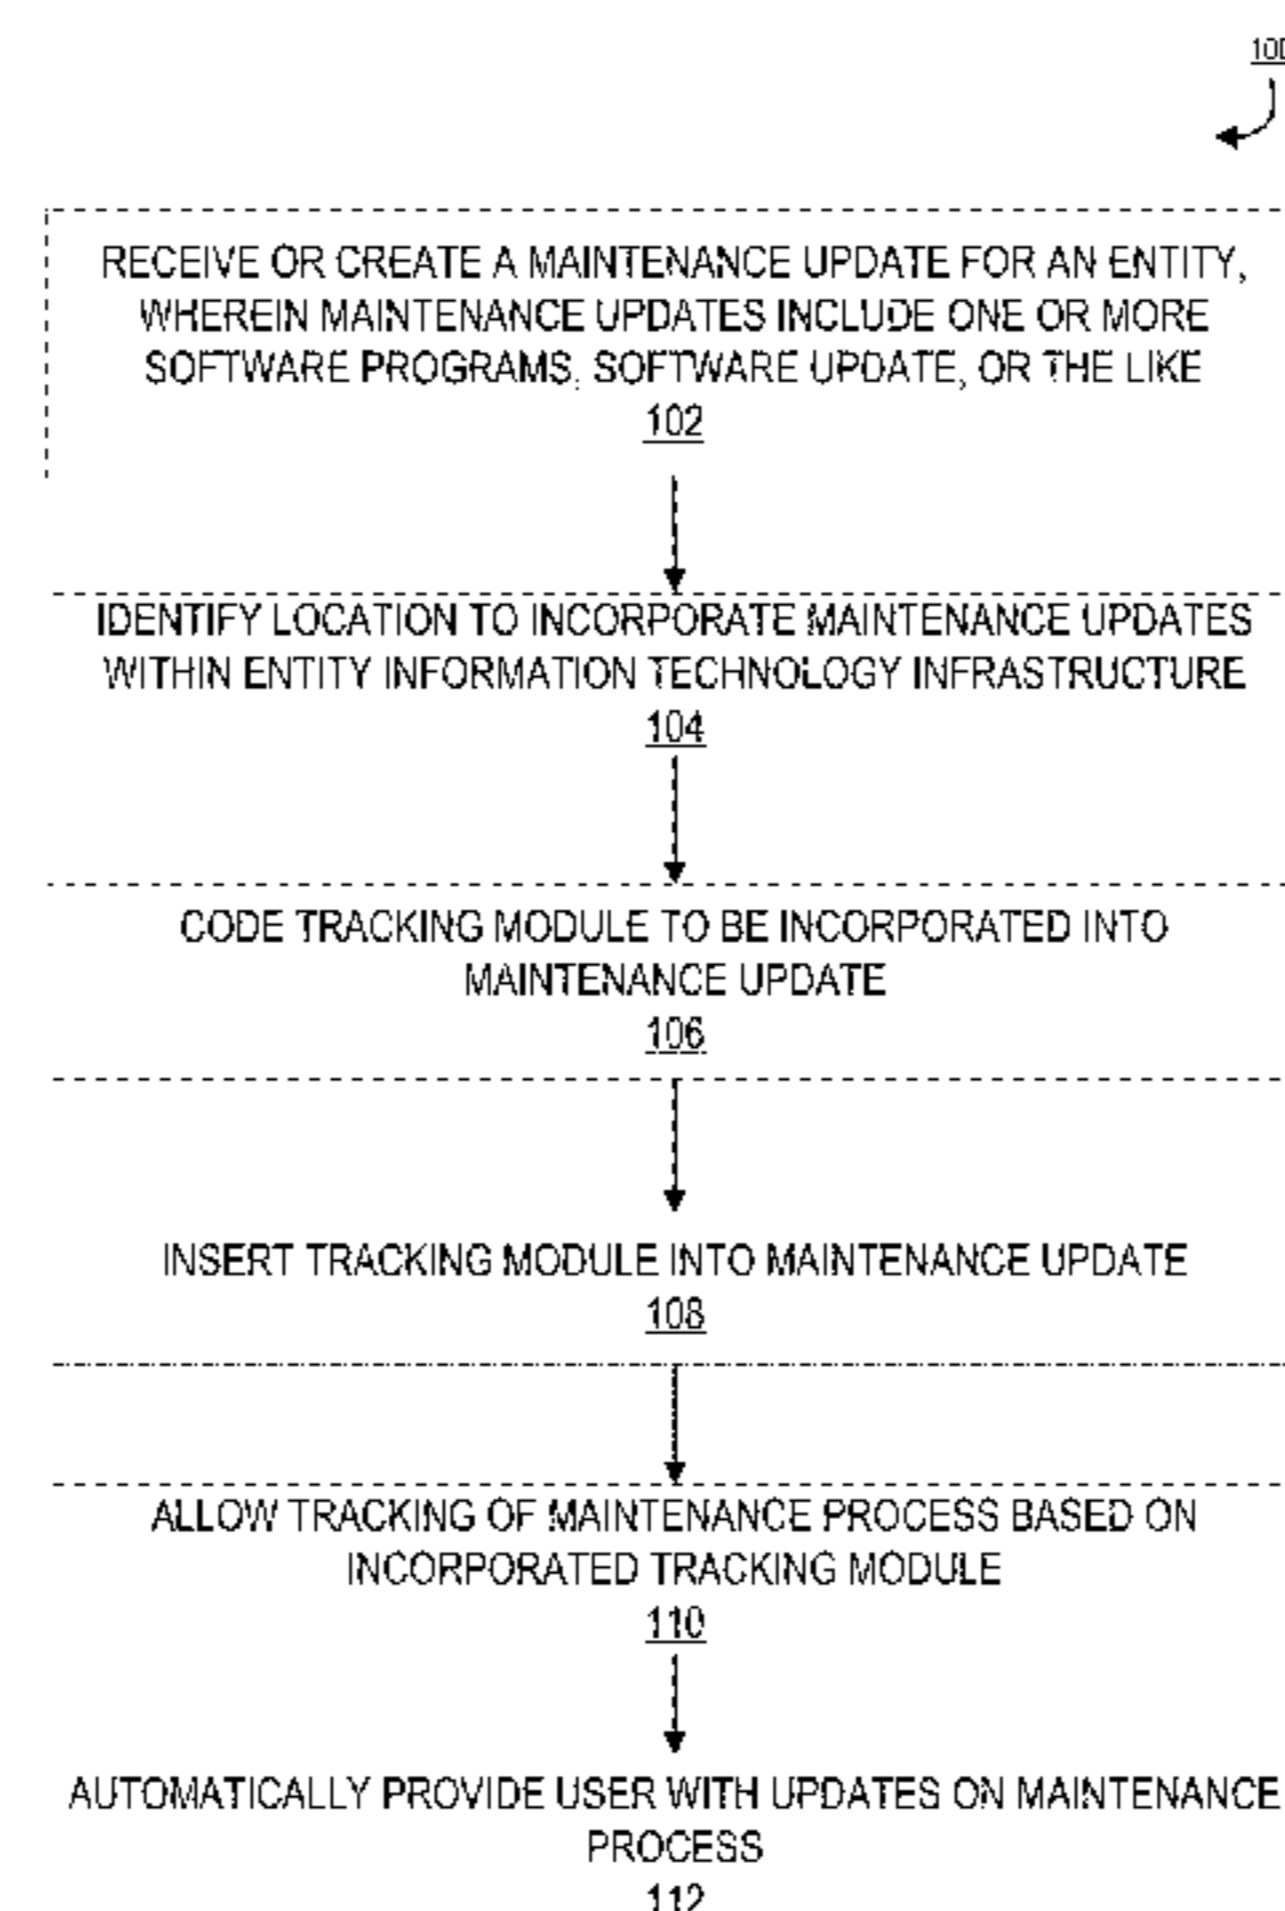 100
RECEIVE OR CREATE A MAINTENANCE UPDATE FOR AN ENTITY,
WHEREIN MAINTENANCE UPDATES INCLUDE ONE OR MORE
SOFTWARE PROGRAMS, SOFTWARE UPDATE, OR THE LIKE
102
IDENTIFY LOCATION TO INCORPORATE MAINTENANCE UPDATES
WITHIN ENTITY INFORMATION TECHNOLOGY INFRASTRUCTURE
104
CODE TRACKING MODULE TO BE INCORPORATED INTO
MAINTENANCE UPDATE
106
INSERT TRACKING MODULE INTO MAINTENANCE UPDATE
108
ALLOW TRACKING OF MAINTENANCE PROCESS BASED ON
INCORPORATED TRACKING MODULE
110
AUTOMATICALLY PROVIDE USER WITH UPDATES ON MAINTENANCE
PROCESS
112